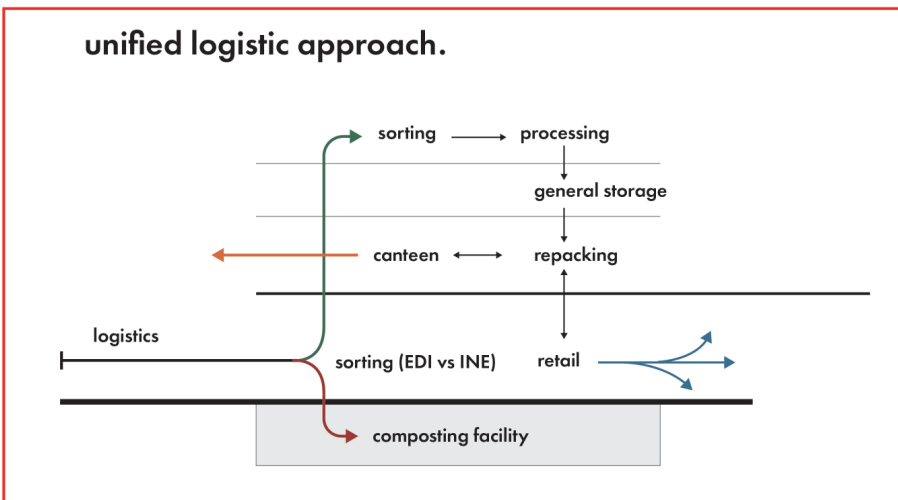 unified logistic approach.
sorting processing
general storage
canteen repacking
logistics
sorting (EDI vs INE) retail
composting facility